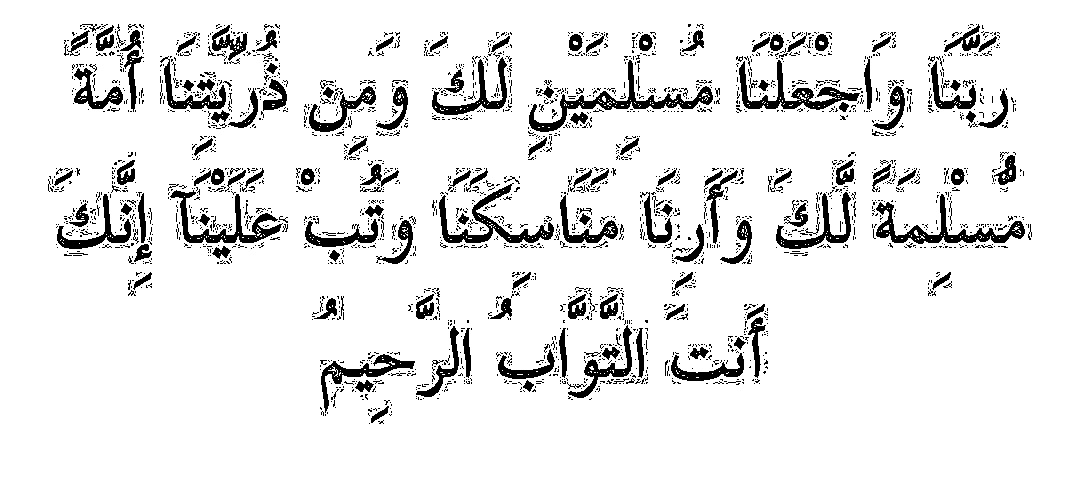 رَبَّنَا وَاجْعَلْنَا مُسْلِمَيْنِ لَكَ وَمِن ذُرِّيَّتِنَا أُمَّةً
مُّسْلِمَةً لَّكَ وَأَرِنَا مَنَاسِكَنَا وَتُبْ عَلَيْنَآ إِنَّكَ
أَنتَ التَّوَّابُ الرَّحِيمُ